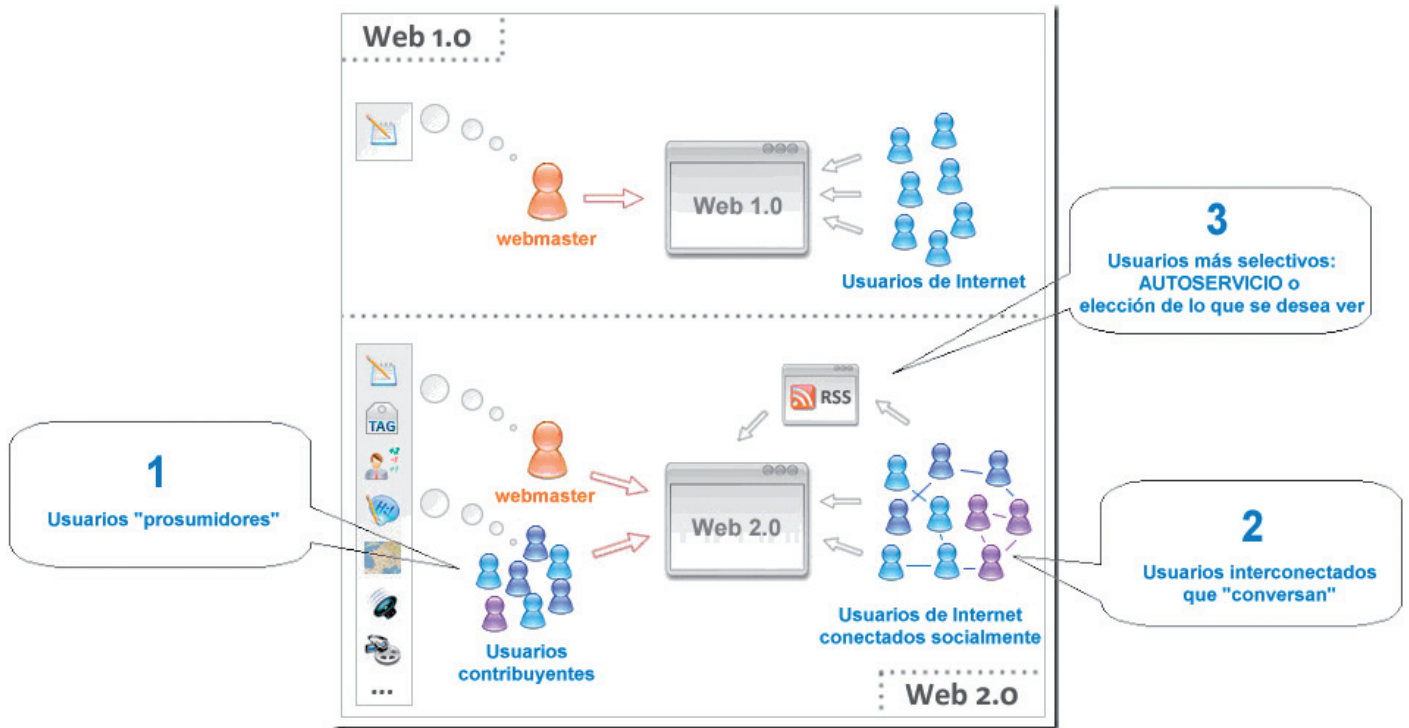 Web 1.0
webmaster
Web 1.0
Usuarios de Internet
3
Usuarios más selectivos:
AUTOSERVICIO o
elección de lo que se desea ver
TAG
H!
webmaster
RSS
Web 2.0
1
Usuarios "prosumidores"
Usuarios
contribuyentes
Usuarios de Internet
conectados socialmente
2
Usuarios interconectados
que "conversan"
...
Web 2.0